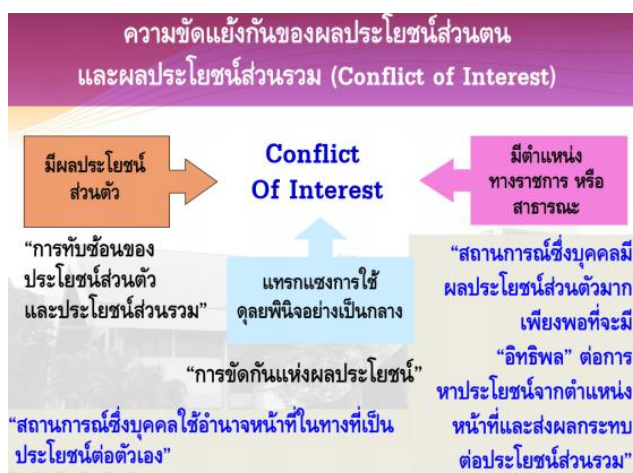 ความขัดแย้งกันของผลประโยชน์ส่วนตน
และผลประโยชน์ส่วนรวม (Conflict of Interest)
มีผลประโยชน์
ส่วนตัว
Conflict
Of Interest
มีตำแหน่ง
ทางราชการ หรือ
สาธารณะ
“การทับซ้อนของ
ประโยชน์ส่วนตัว
และประโยชน์ส่วนรวม”
แทรกแซงการใช้
ดุลยพินิจอย่างเป็นกลาง
“สถานการณ์ซึ่งบุคคลมี
ผลประโยชน์ส่วนตัวมาก
เพียงพอที่จะมี
“อิทธิพล” ต่อการ
หาประโยชน์จากตำแหน่ง
หน้าที่และส่งผลกระทบ
ต่อประโยชน์ส่วนรวม”
“การขัดกันแห่งผลประโยชน์”
“สถานการณ์ซึ่งบุคคลใช้อำนาจหน้าที่ในทางที่เป็น
ประโยชน์ต่อตัวเอง”